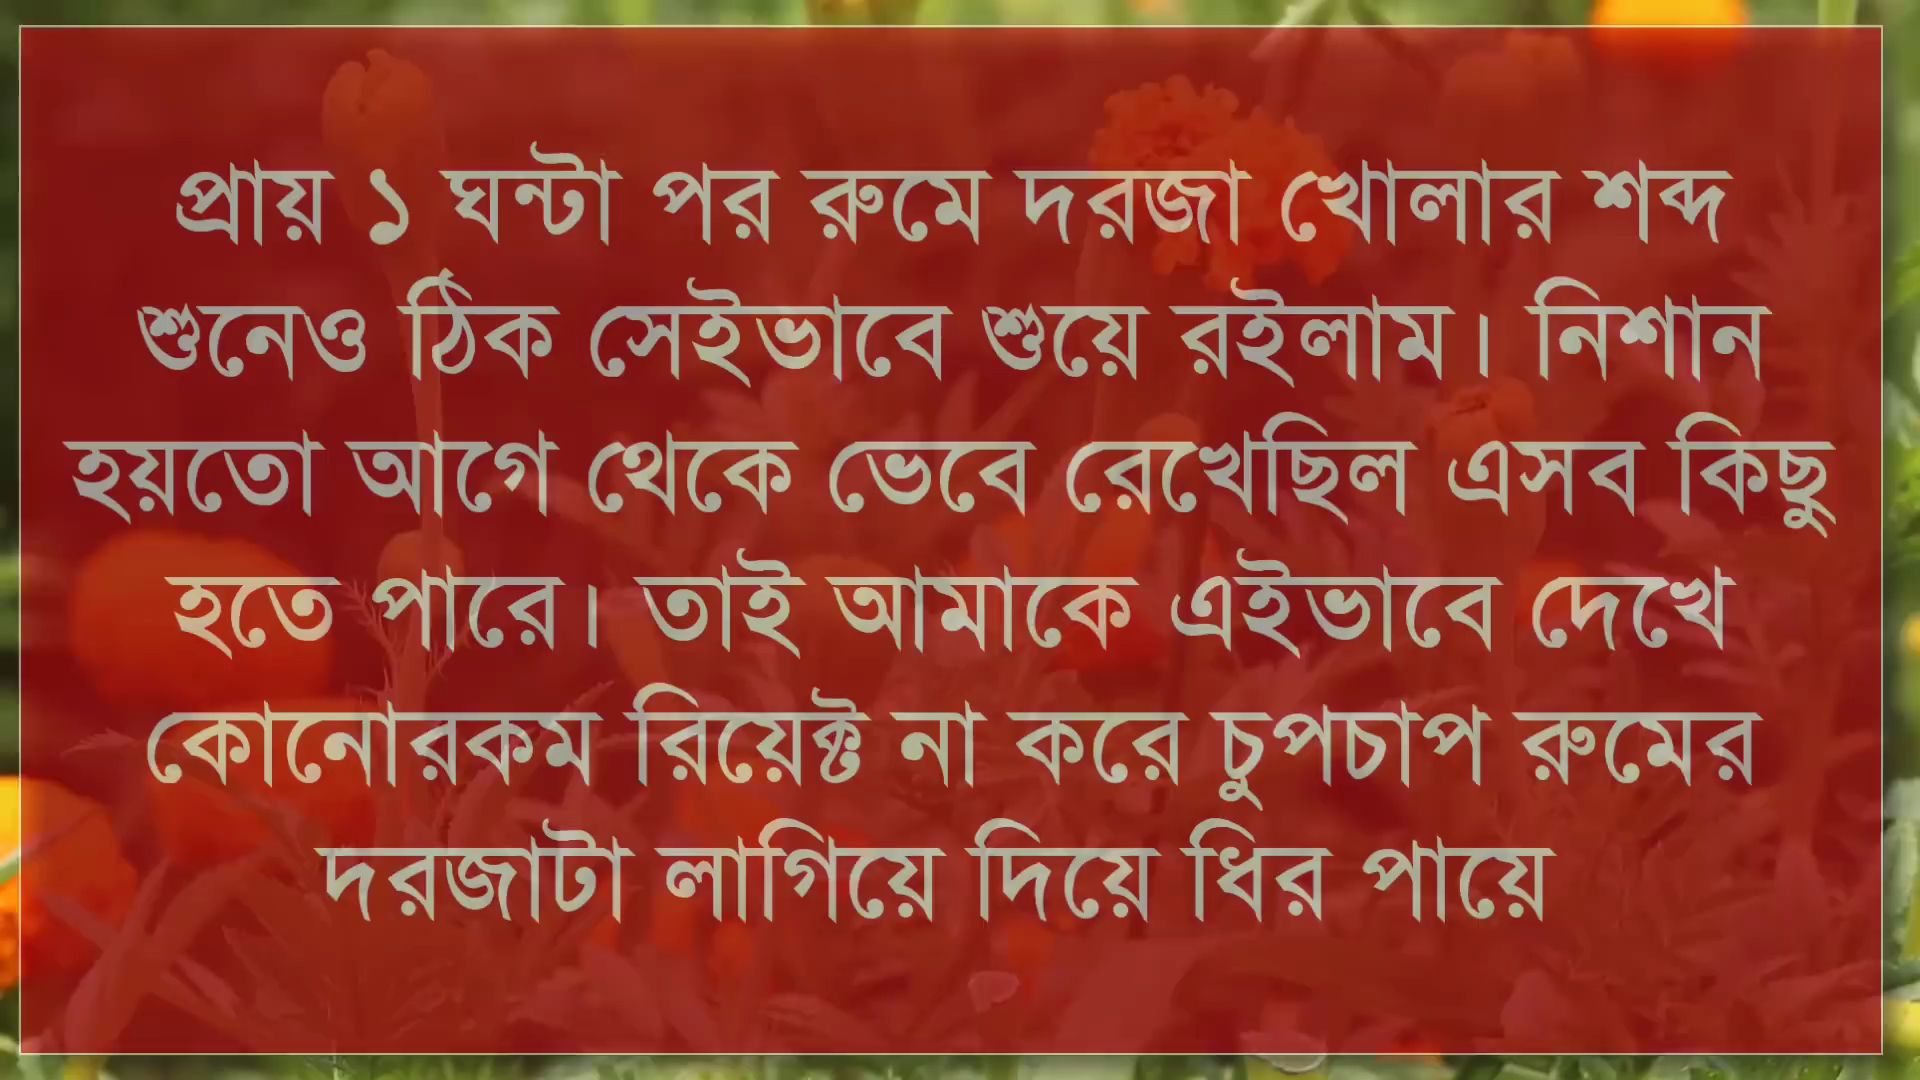 প্রায় ১ ঘন্টা পর রুমে দরজা খোলার শব্দ
শুনেও ঠিক সেইভাবে শুয়ে রইলাম। নিশান
হয়তো আগে থেকে ভেবে রেখেছিল এসব কিছু
হতে পারে। তাই আমাকে এইভাবে দেখে
কোনোরকম রিয়েক্ট না করে চুপচাপ রুমের
দরজাটা লাগিয়ে দিয়ে ধির পায়ে